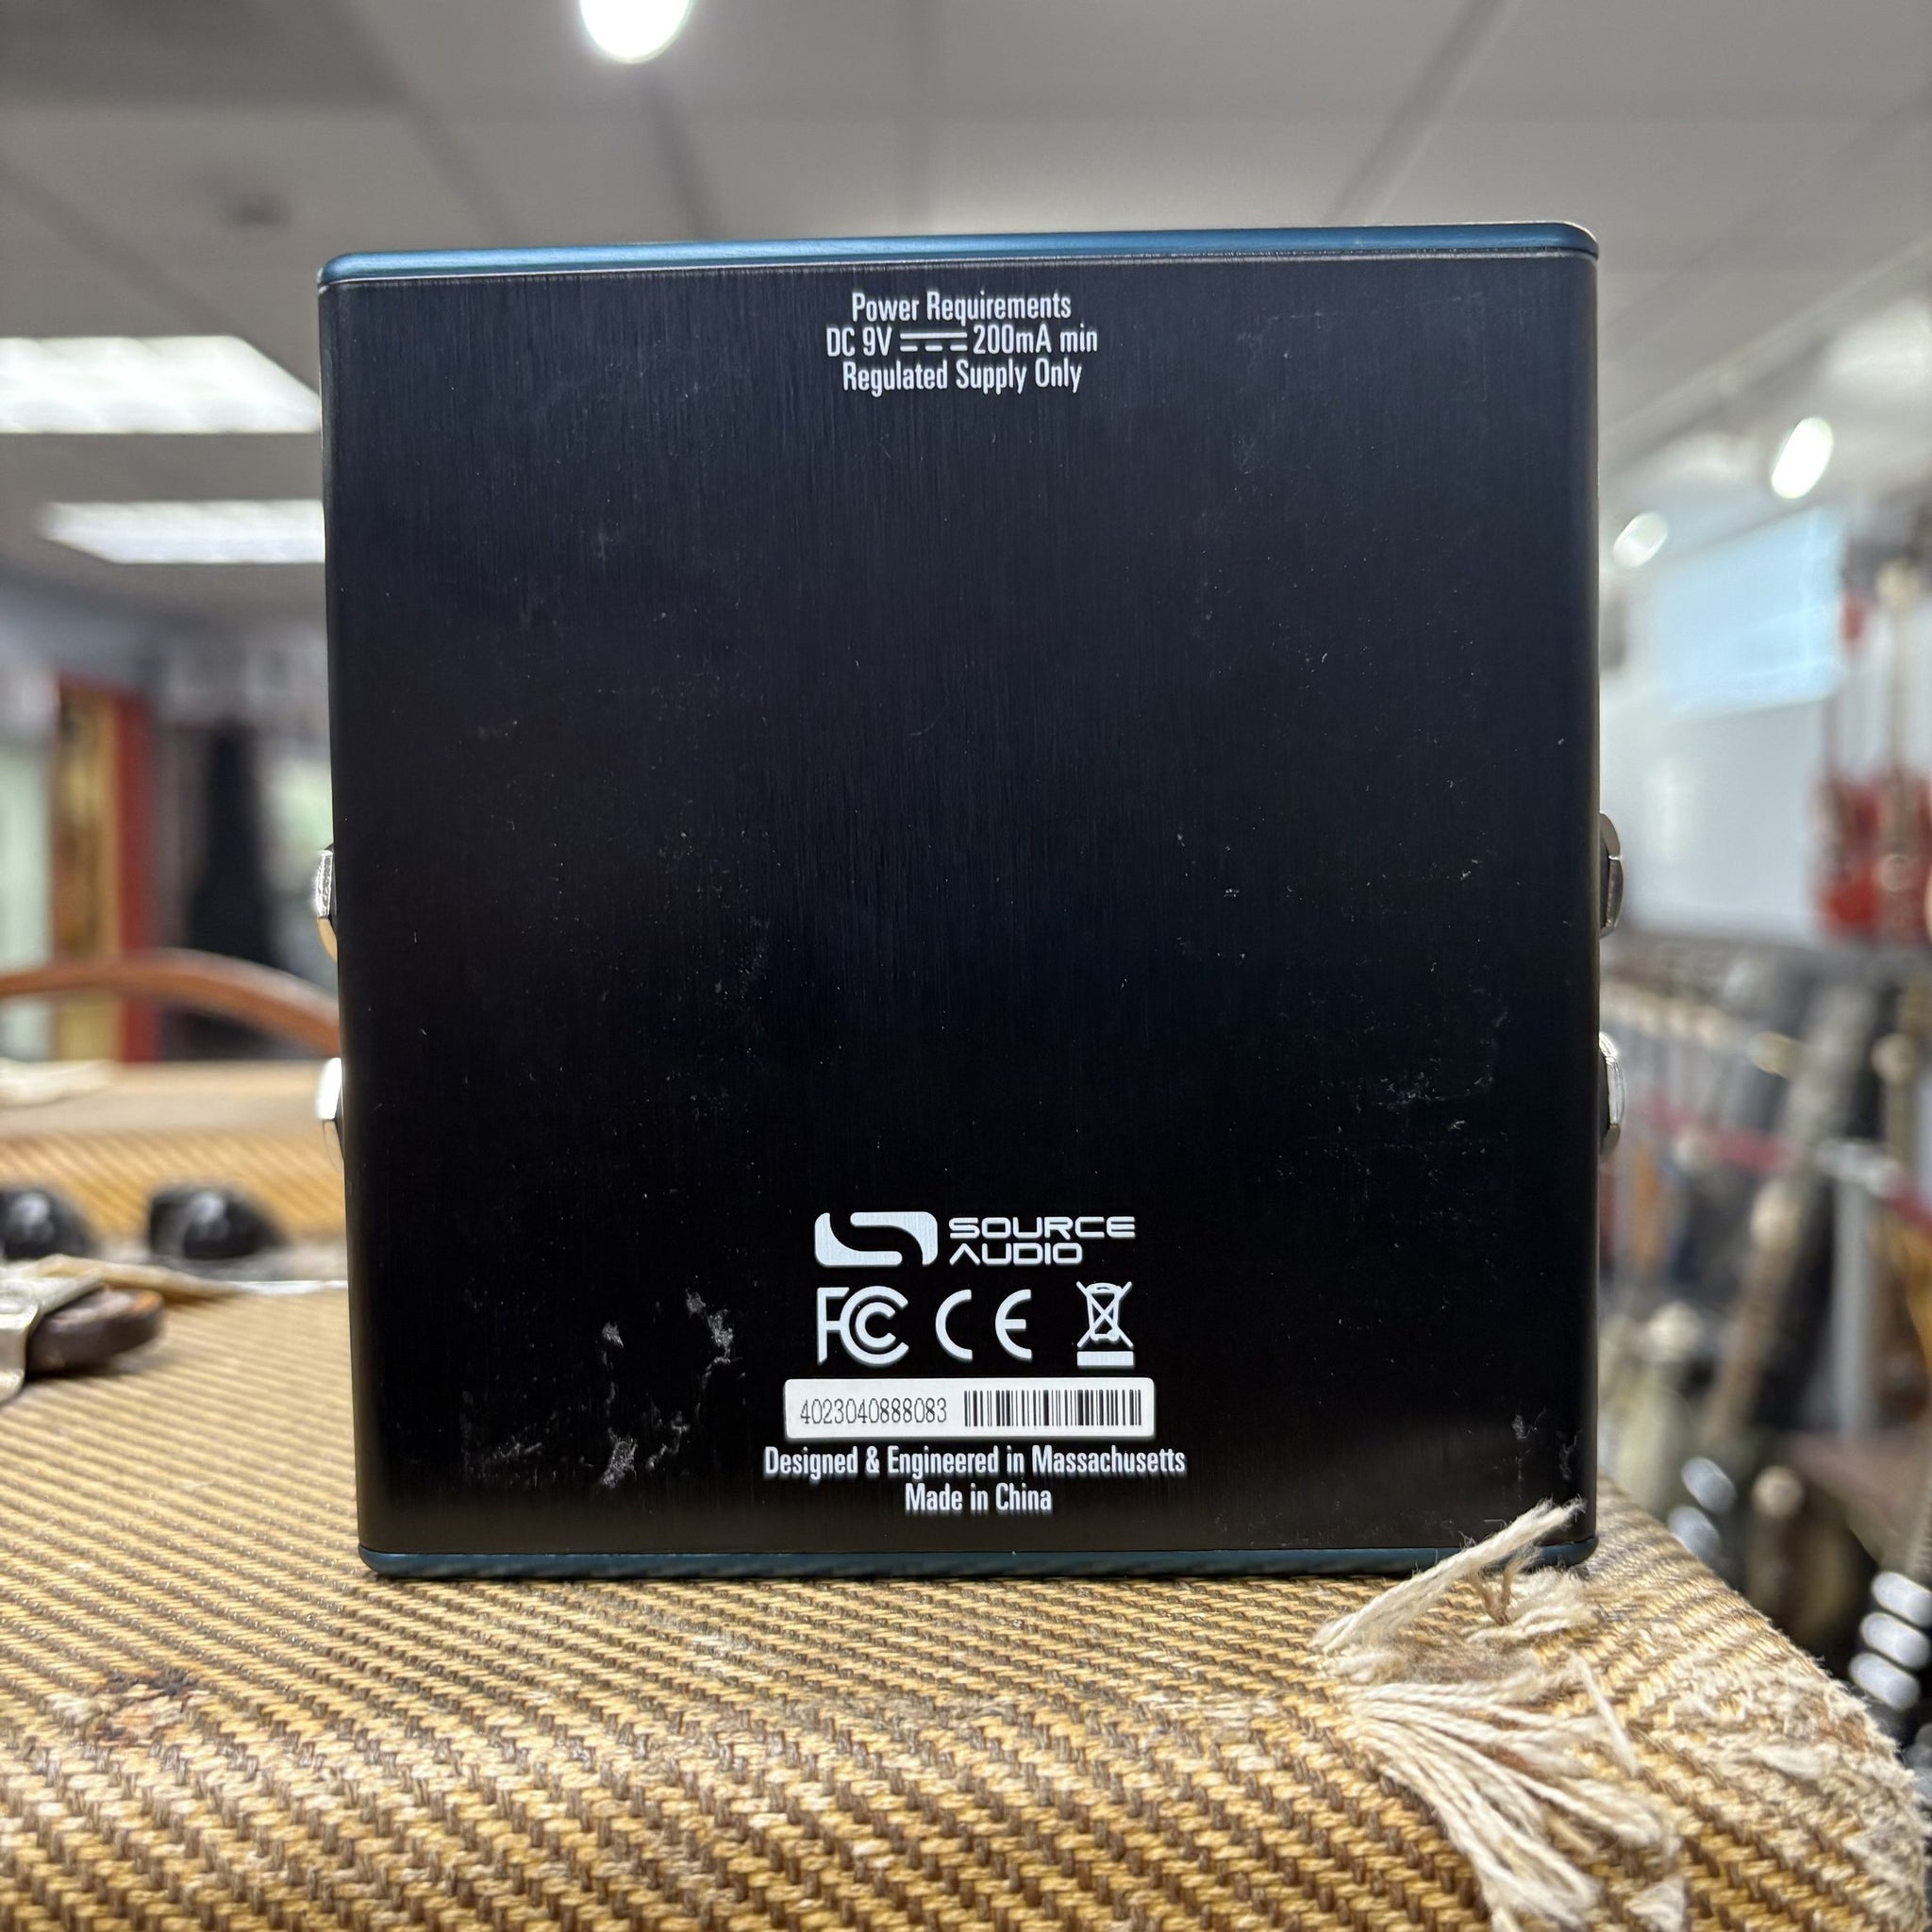 Power Requirements
DC 9V 200mA min
Regulated Supply Only
SOURCE
AUDIO
FC CE
4023040888083
Designed & Engineered in Massachusetts
Made in China